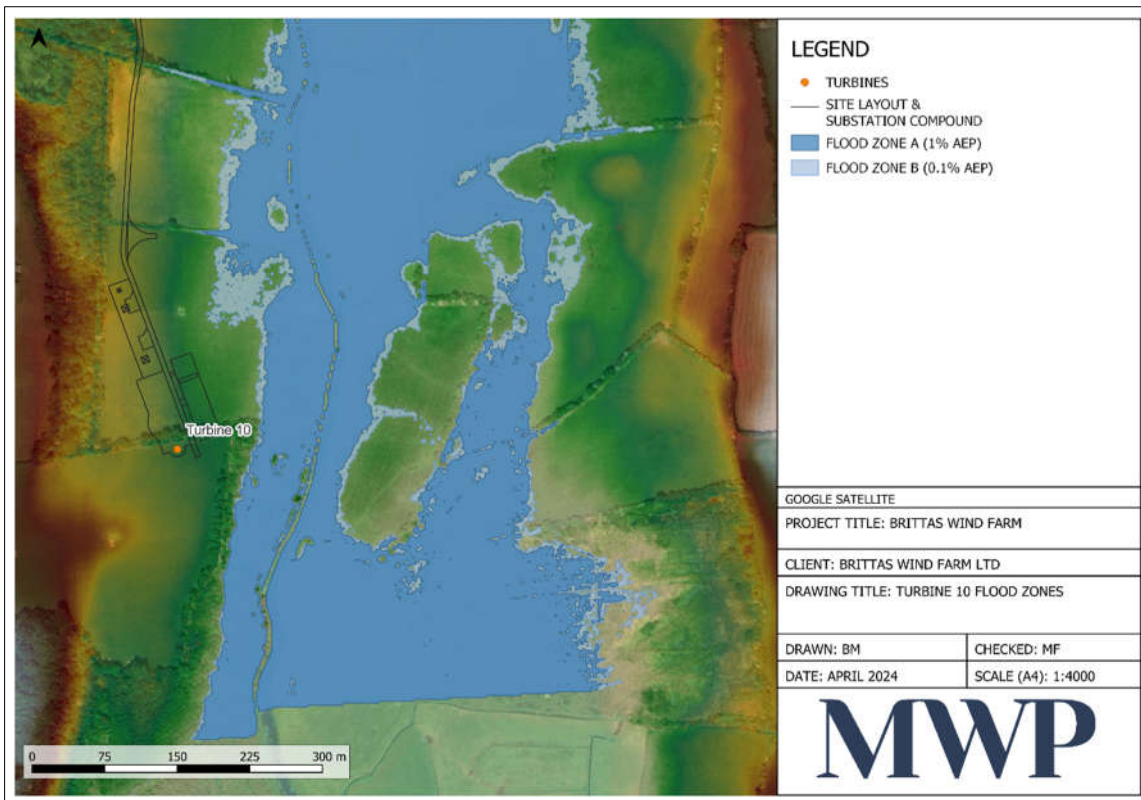 LEGEND
TURBINES
SITE LAYOUT &
SUBSTATION COMPOUND
FLOOD ZONE A (1% AEP)
FLOOD ZONE B (0.1% AEP)
Turbine 10
0 75 150 225 300 m
GOOGLE SATELLITE
PROJECT TITLE: BRITTAS WIND FARM
CLIENT: BRITTAS WIND FARM LTD
DRAWING TITLE: TURBINE 10 FLOOD ZONES
DRAWN: BM
CHECKED: MF
DATE: APRIL 2024
SCALE (A4): 1:4000
MWP